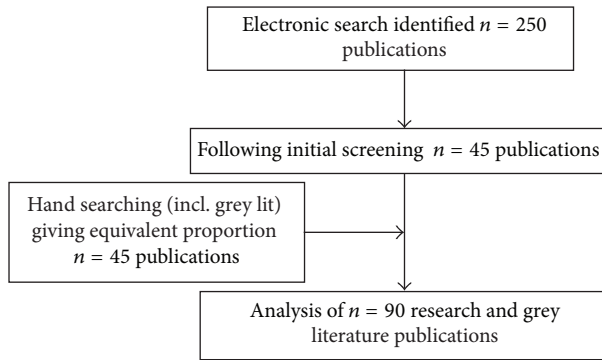 Electronic search identified n = 250
publications
Following initial screening n = 45 publications
Hand searching (incl. grey lit)
giving equivalent proportion
n = 45 publications
Analysis of n = 90 research and grey
literature publications